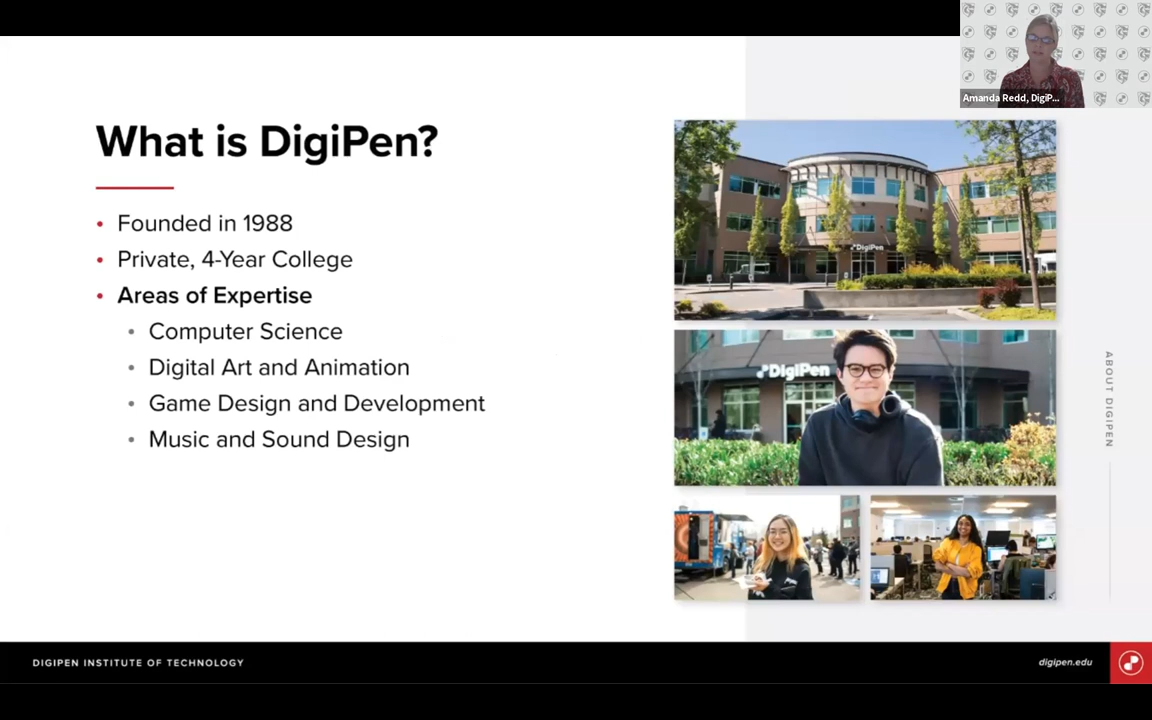 Amanda Redd, DigiP...
What is DigiPen?
Founded in 1988
Private, 4-Year College
Areas of Expertise
Computer Science
Digital Art and Animation
Game Design and Development
Music and Sound Design
DigiPen
DigiPen
ABOUT DIGIPEN
DIGIPEN INSTITUTE OF TECHNOLOGY
digipen.edu